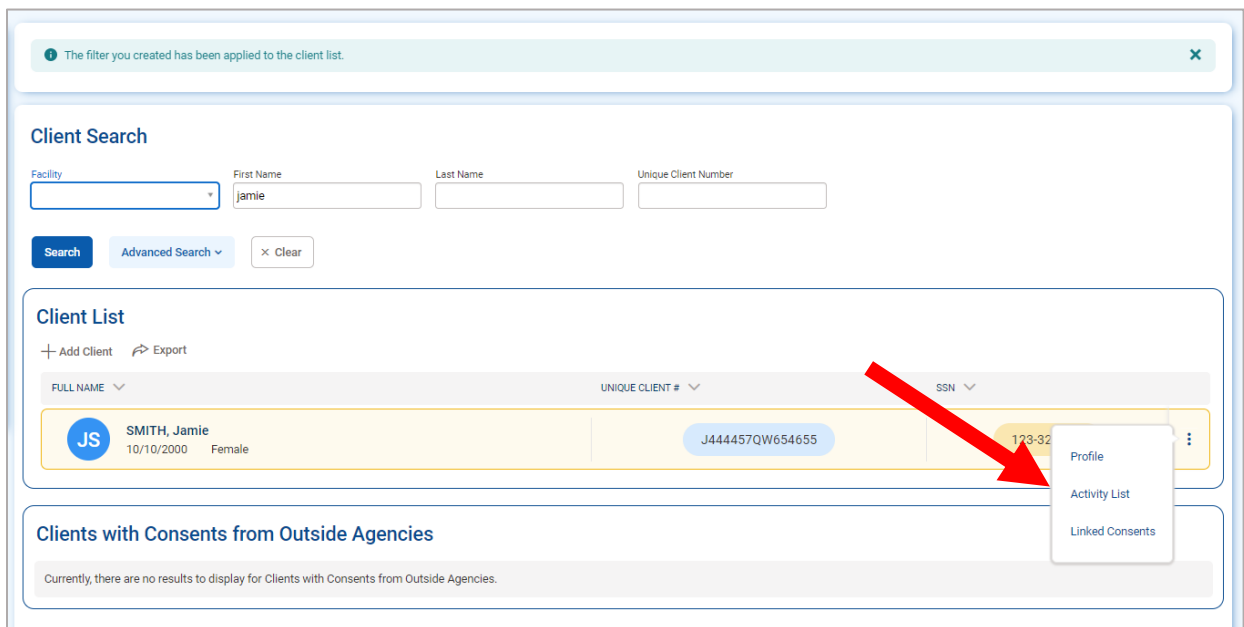 The filter you created has been applied to the client list.
Client Search
Facility First Name Last Name Unique Client Number
jamie
Search Advanced Search Clear
Client List
Add Client Export
FULL NAME UNIQUE CLIENT # SSN
JS SMITH, Jamie J444457QW654655 123-32
10/10/2000 Female
Profile
Activity List
Linked Consents
Clients with Consents from Outside Agencies
Currently, there are no results to display for Clients with Consents from Outside Agencies.